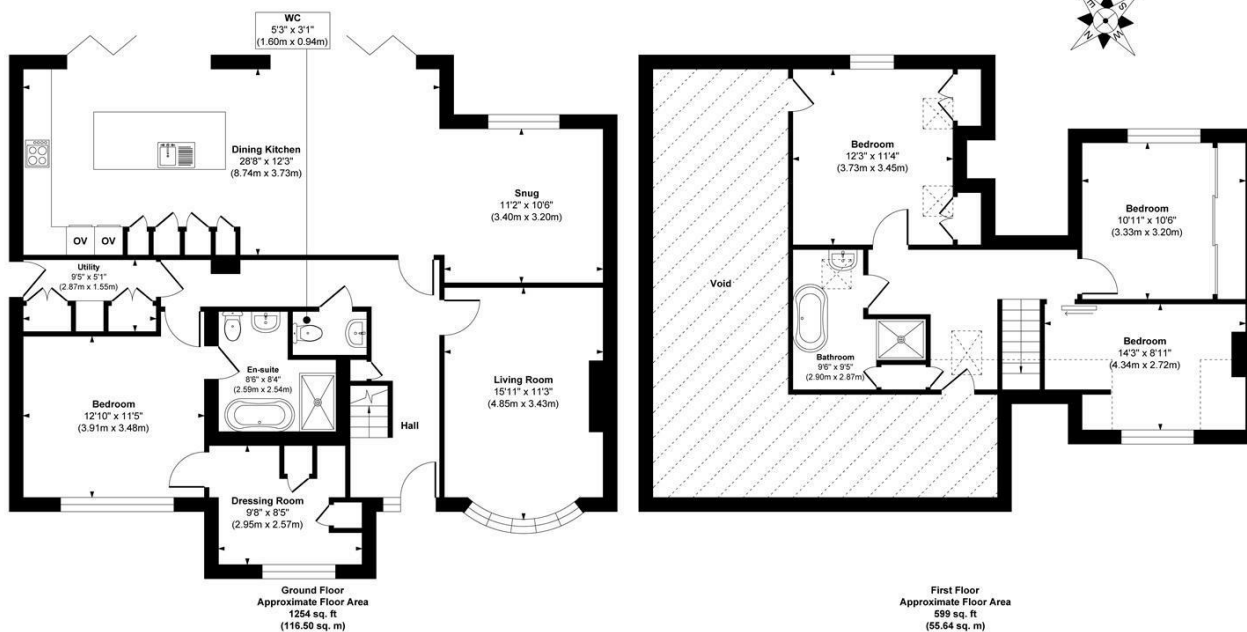 WC
5'3" x 3'1"
(1.60m x 0.94m)
Dining Kitchen
28'8" x 12'3"
(8.74m x 3.73m)
Snug
11'2" x 10'6"
(3.40m x 3.20m)
OV
OV
Utility
9'5" x 5'1"
(2.87m x 1.55m)
En-suite
8'6" x 8'4"
(2.59m x 2.54m)
Living Room
15'11" x 11'3"
(4.85m x 3.43m)
Bedroom
12'10" x 11'5"
(3.91m x 3.48m)
Hall
Dressing Room
9'8" x 8'5"
(2.95m x 2.57m)
Ground Floor
Approximate Floor Area
1254 sq. ft
(116.50 sq. m)
S
E
W
N
Bedroom
12'3" x 11'4"
(3.73m x 3.45m)
Bedroom
10'11" x 10'6"
(3.33m x 3.20m)
Void
Bathroom
9'6" x 9'5"
(2.90m x 2.87m)
Bedroom
14'3" x 8'11"
(4.34m x 2.72m)
First Floor
Approximate Floor Area
599 sq. ft
(55.64 sq. m)